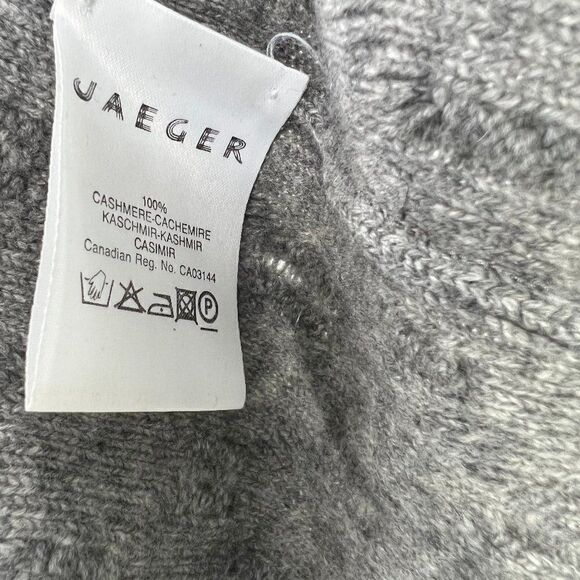 JAEGER
100%
CASHMERE-CACHEMIRE
KASCHMIR-KASHMIR
CASIMIR
Canadian Reg. No. CA03144
P